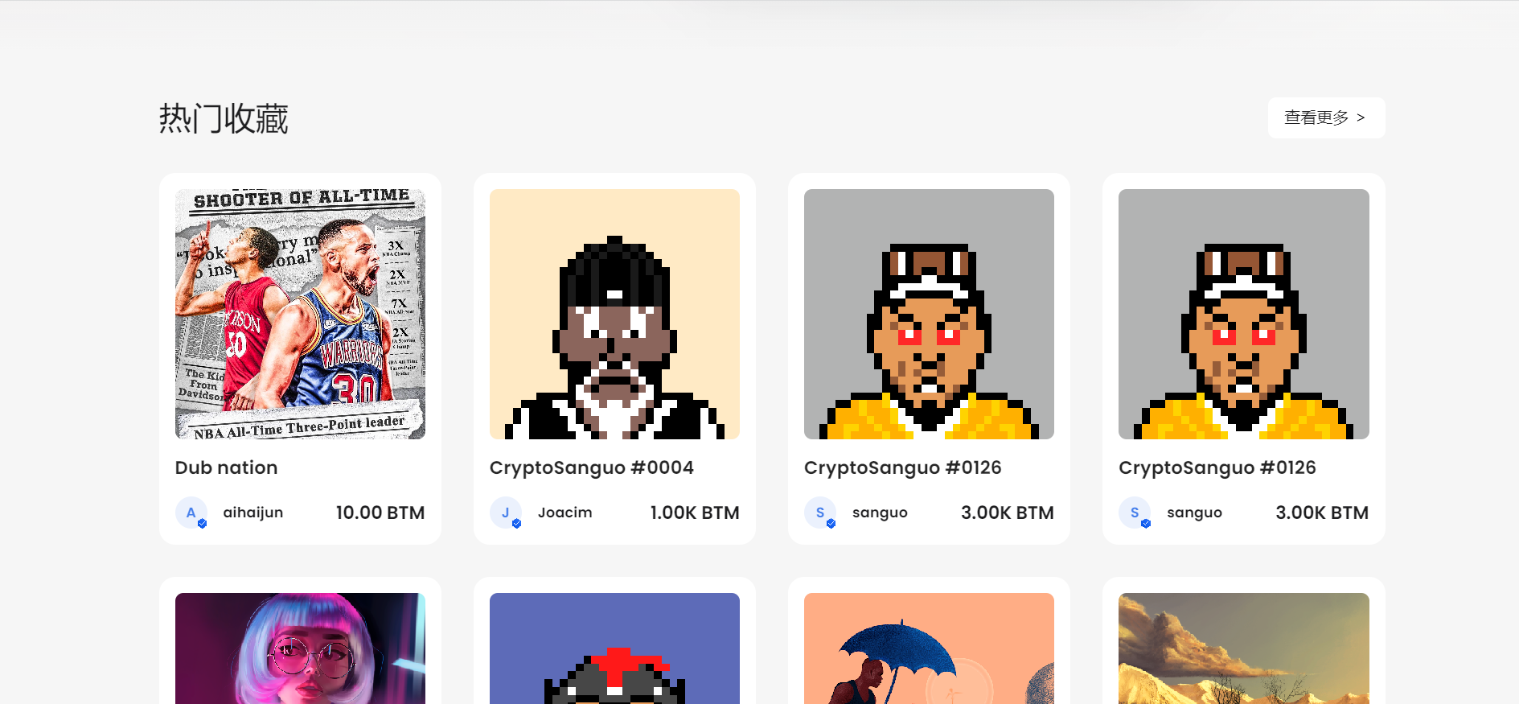 热门收藏
查看更多 >
SHOOTER OF ALL-TIME
3X
2X
7X
2X
WARRIORS
30
The Kid
From
Davidson
NBA All-Time Three-Point leader
Dub nation
A aihaijun 10.00 BTM
CryptoSanguo #0004
J Joacim 1.00K BTM
CryptoSanguo #0126
S sanguo 3.00K BTM
CryptoSanguo #0126
S sanguo 3.00K BTM